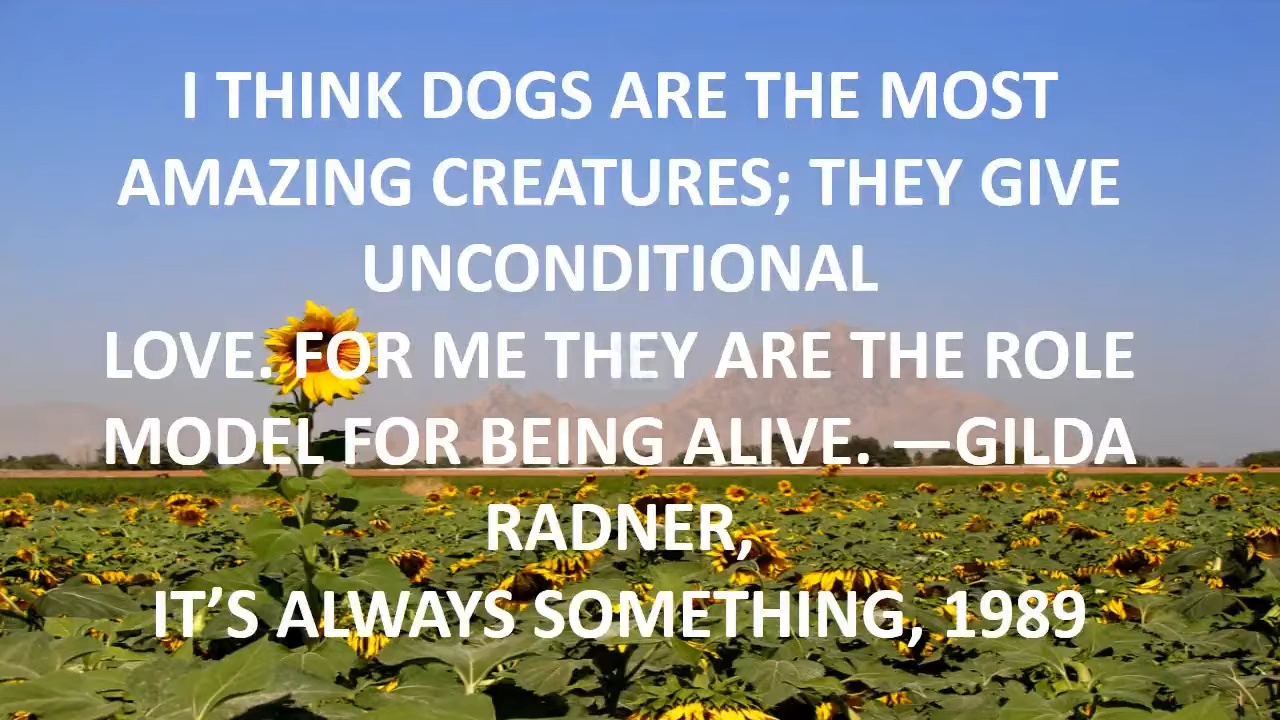 I THINK DOGS ARE THE MOST
AMAZING CREATURES; THEY GIVE
UNCONDITIONAL
LOVE. FOR ME THEY ARE THE ROLE
MODEL FOR BEING ALIVE. —GILDA
RADNER,
IT’S ALWAYS SOMETHING, 1989